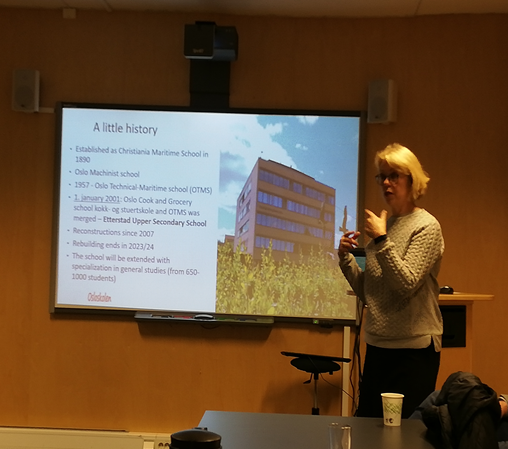 A little history
• Established as Christiania Maritime School in
1890
• Oslo Machinist school
• 1957 - Oslo Technical-Maritime school (OTMS)
• 1. january 2001: Oslo Cook and Grocery
school kokk- og stuertskole and OTMS was
merged – Etterstad Upper Secondary School
• Reconstructions since 2007
• Rebuilding ends in 2023/24
• The school will be extended with
specialization in general studies (from 650-
1000 students)
Osloskolen